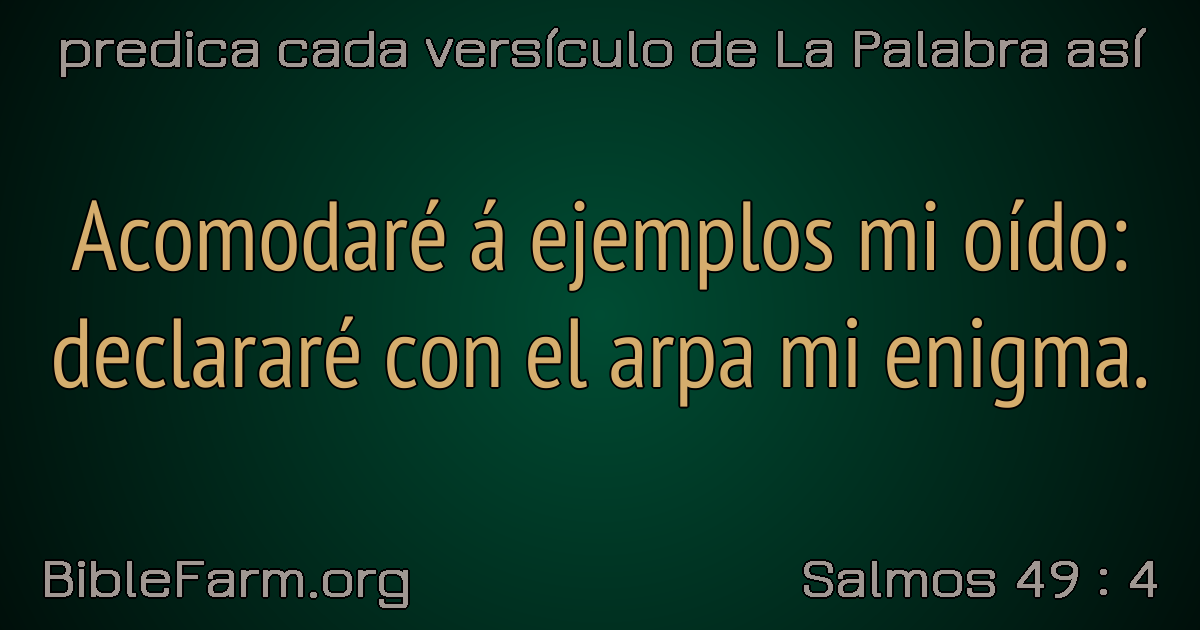 predica cada versículo de La Palabra así
Acomodaré á ejemplos mi oído:
declararé con el arpa mi enigma.
BibleFarm.org
Salmos 49 : 4